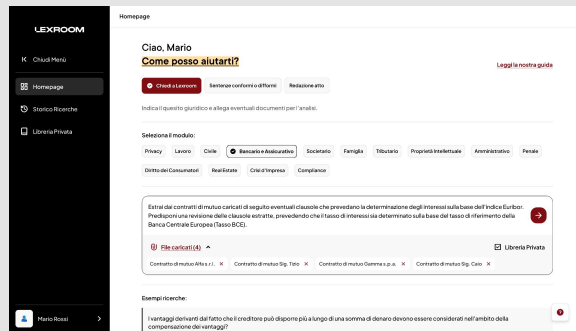 LEXROOM
Chiudi Menù
Homepage
Storico Ricerche
Libreria Privata
Mario Rossi
Homepage
Ciao, Mario
Come posso aiutarti?
Leggi la nostra guida
Chiedi a Lexroom
Sentenze conformi o difformi
Redazione atto
Indica il quesito giuridico e allega eventuali documenti per l'analisi.
Seleziona il modulo:
Privacy
Lavoro
Civile
Bancario e Assicurativo
Societario
Famiglia
Tributario
Proprietà Intellettuale
Amministrativo
Penale
Diritto dei Consumatori
Real Estate
Crisi d'Impresa
Compliance
Estrai dai contratti di mutuo caricati di seguito eventuali clausole che prevedano la determinazione degli interessi sulla base dell'indice Euribor.
Predisponi una revisione delle clausole estratte, prevedendo che il tasso di interessi sia determinato sulla base del tasso di riferimento della
Banca Centrale Europea (Tasso BCE).
File caricati (4)
Libreria Privata
Contratto di mutuo Alfa s.r.l.
Contratto di mutuo Sig. Tizio
Contratto di mutuo Gamma s.p.a.
Contratto di mutuo Sig. Caio
Esempi ricerche:
I vantaggi derivanti dal fatto che il creditore può disporre più a lungo di una somma di denaro devono essere considerati nell'ambito della
compensazione dei vantaggi?